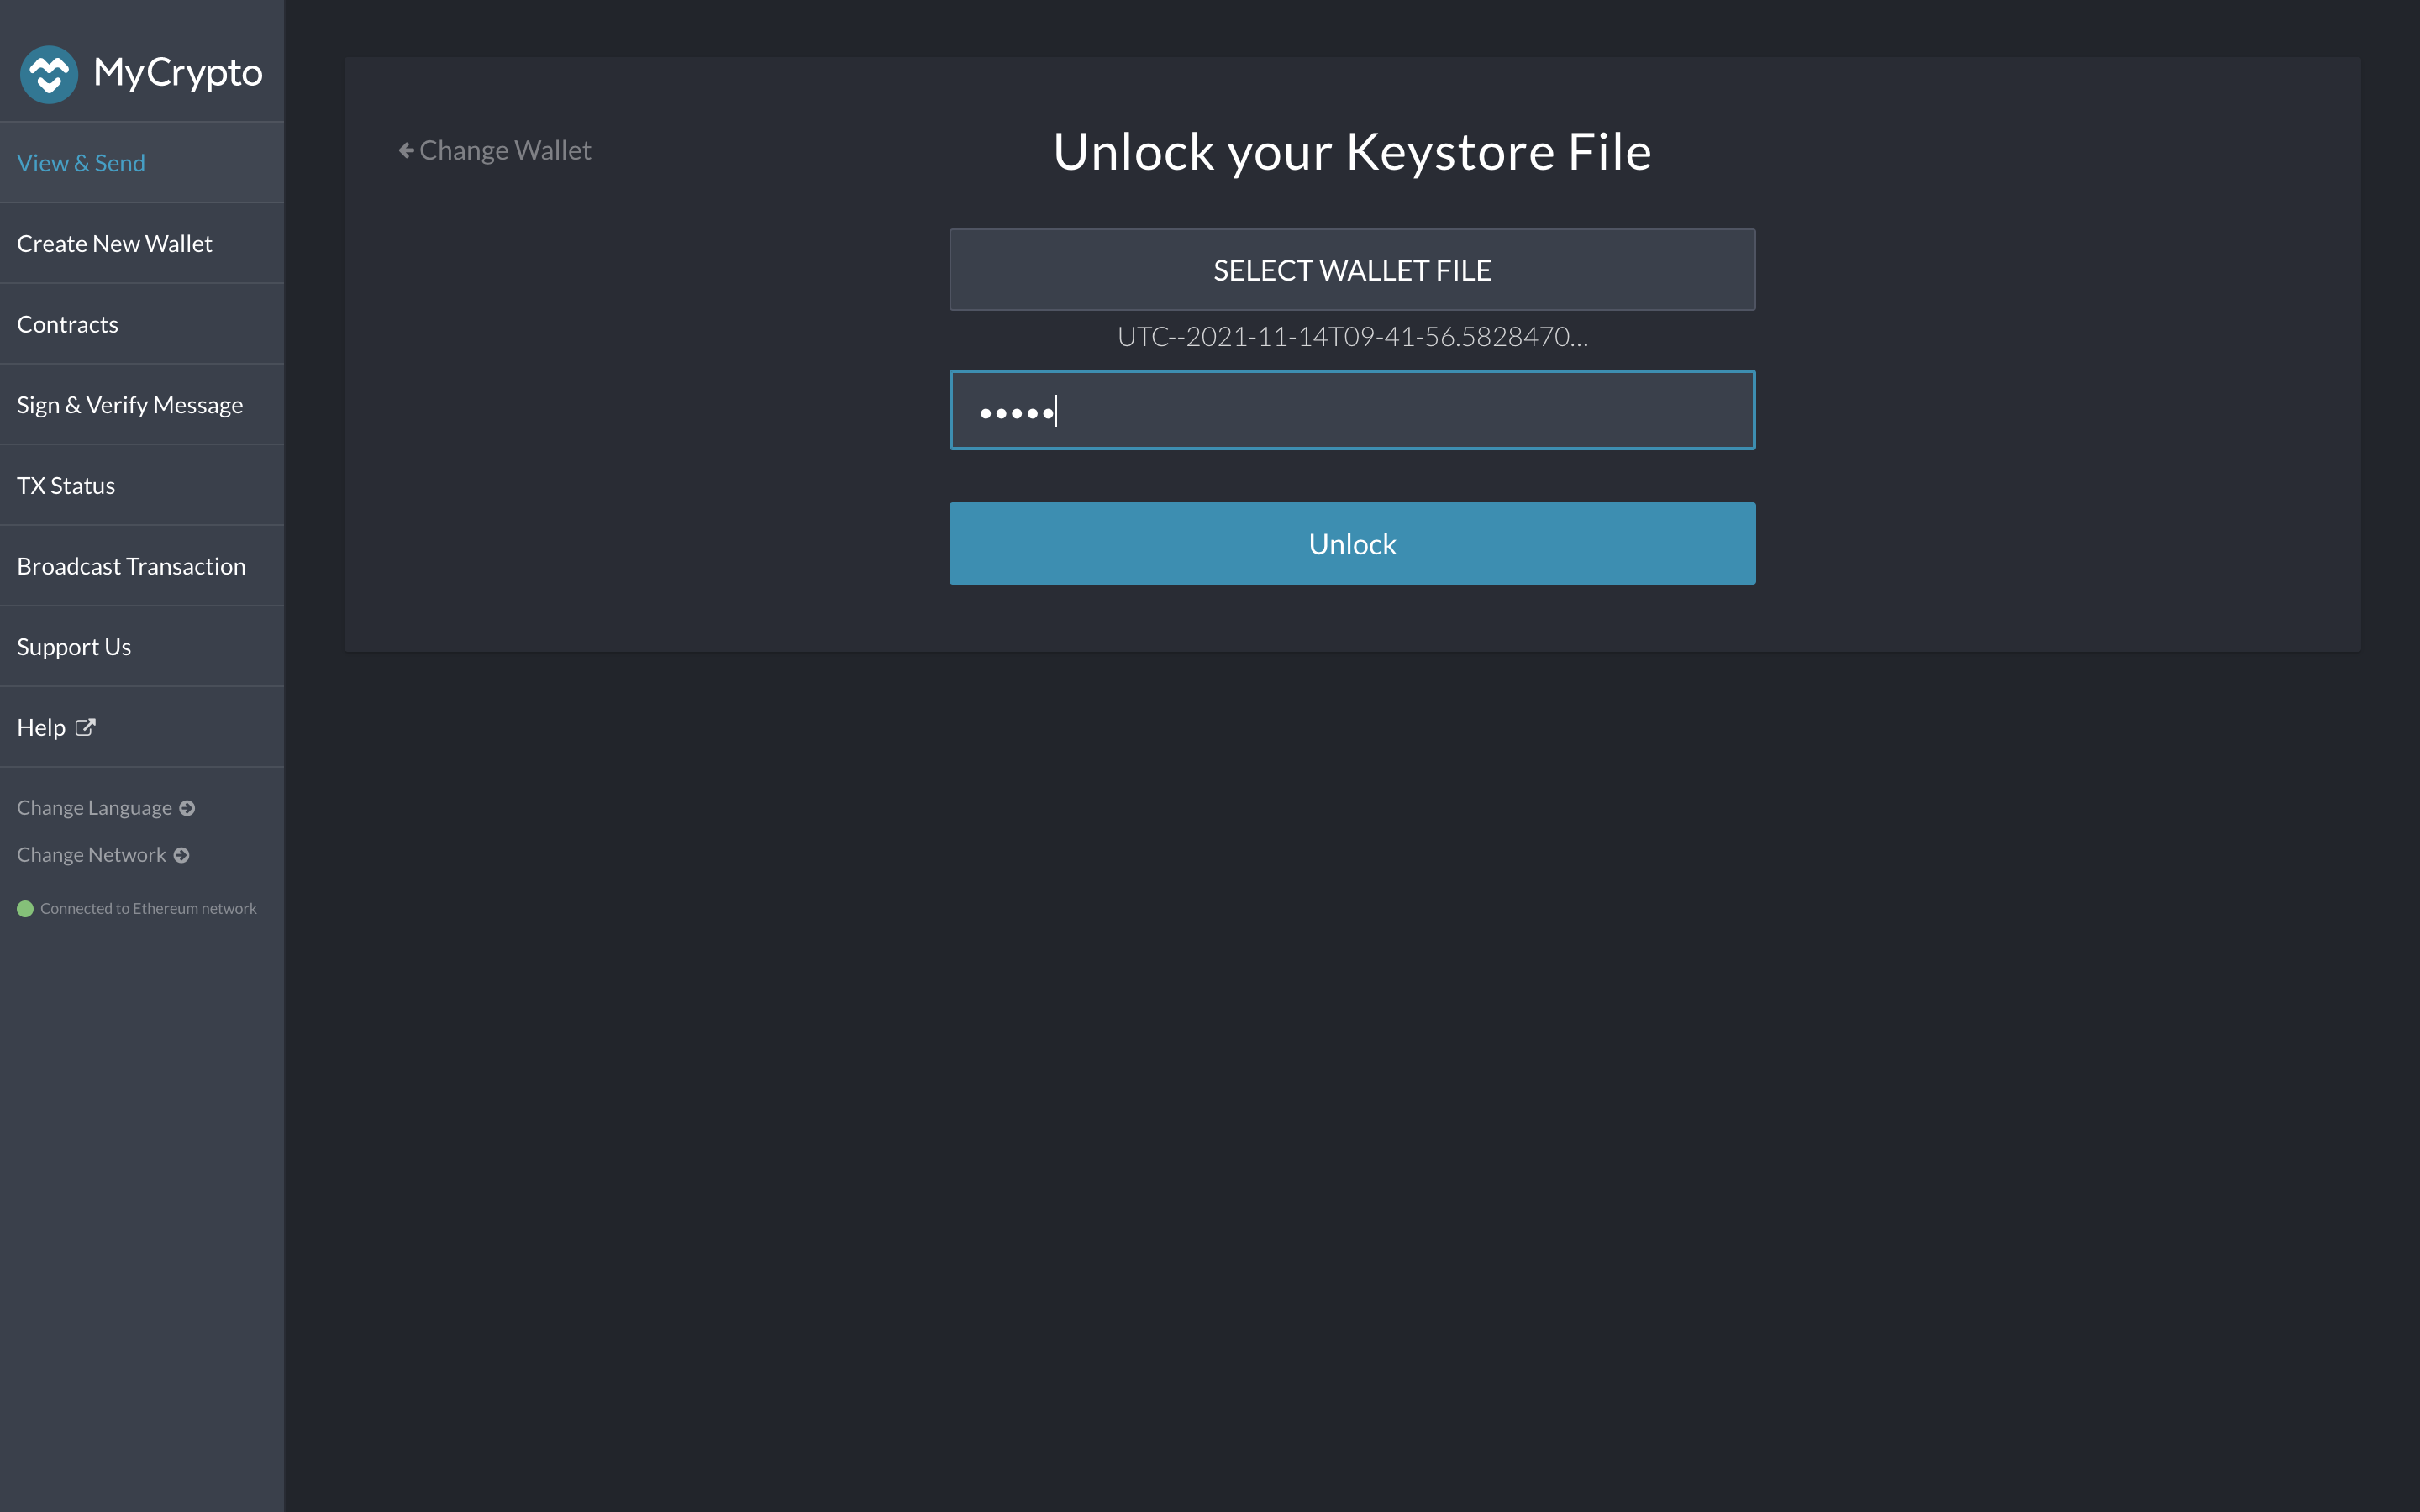 MyCrypto
View & Send
Create New Wallet
Contracts
Sign & Verify Message
TX Status
Broadcast Transaction
Support Us
Help
Change Language
Change Network
Connected to Ethereum network
Change Wallet
Unlock your Keystore File
SELECT WALLET FILE
UTC--2021-11-14T09-41-56.5828470...
•••••
Unlock